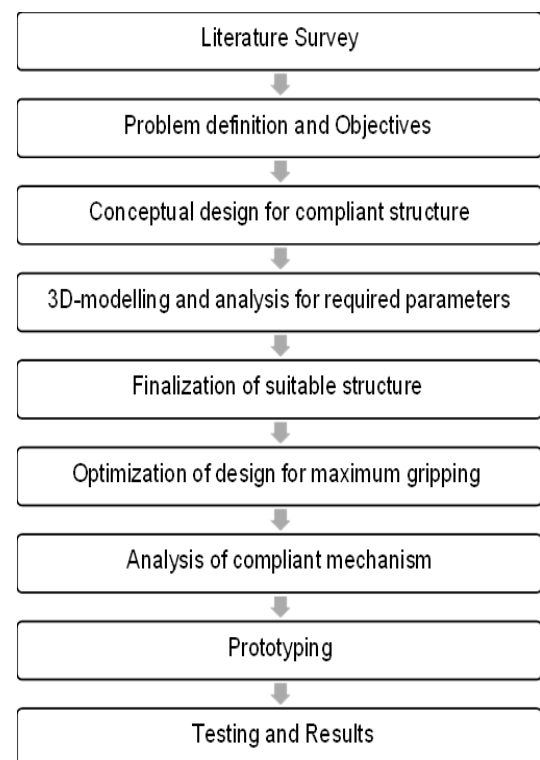 Literature Survey
Problem definition and Objectives
Conceptual design for compliant structure
3D-modelling and analysis for required parameters
Finalization of suitable structure
Optimization of design for maximum gripping
Analysis of compliant mechanism
Prototyping
Testing and Results